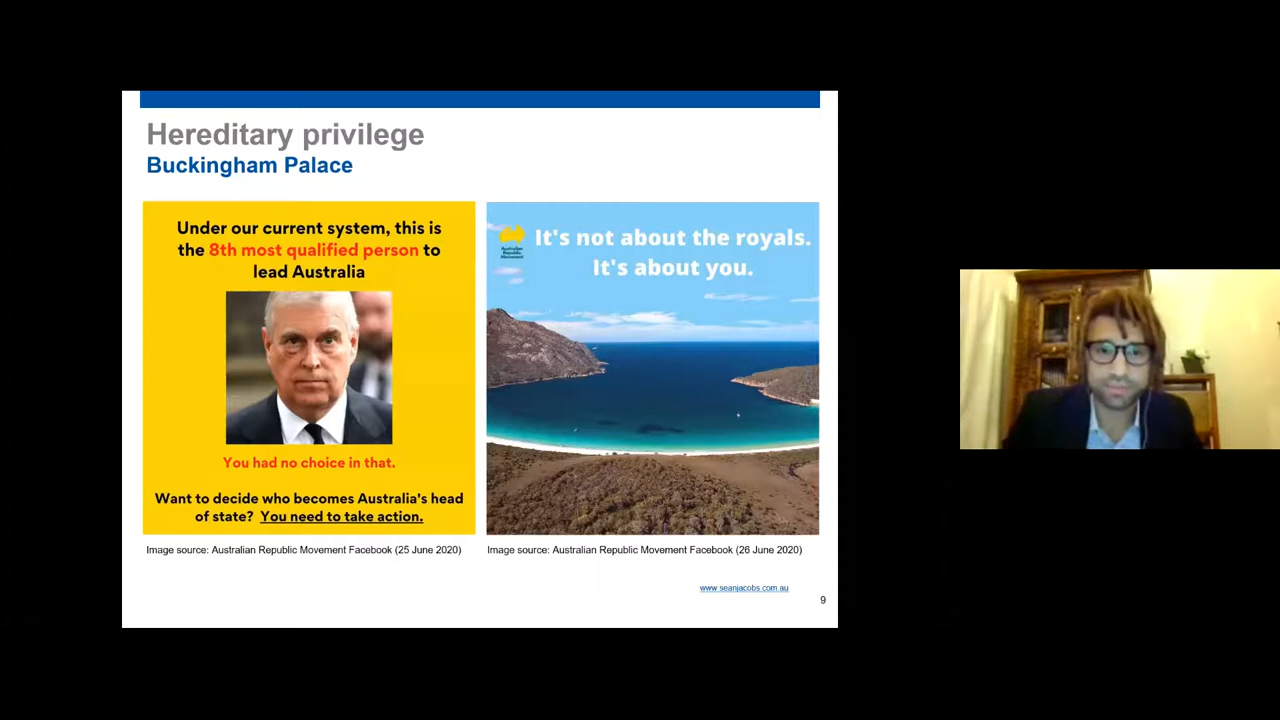 Hereditary privilege
Buckingham Palace
Under our current system, this is
the 8th most qualified person to
lead Australia
You had no choice in that.
Want to decide who becomes Australia's head
of state? You need to take action.
Image source: Australian Republic Movement Facebook (25 June 2020)
Australian
Republic
Movement
It's not about the royals.
It's about you.
Image source: Australian Republic Movement Facebook (26 June 2020)
www.seanjacobs.com.au
9